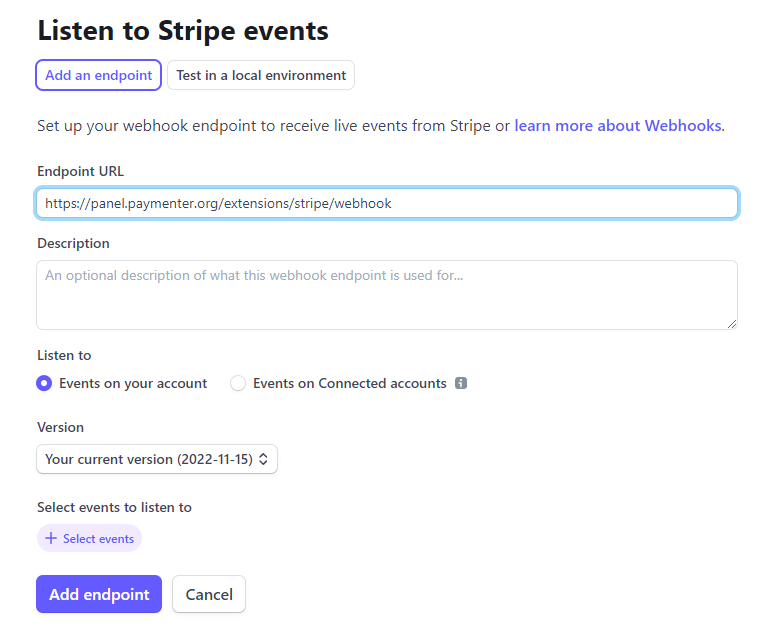 Listen to Stripe events
Add an endpoint Test in a local environment
Set up your webhook endpoint to receive live events from Stripe or learn more about Webhooks.
Endpoint URL
https://panel.paymenter.org/extensions/stripe/webhook
Description
An optional description of what this webhook endpoint is used for...
Listen to
Events on your account Events on Connected accounts i
Version
Your current version (2022-11-15)
Select events to listen to
+ Select events
Add endpoint Cancel